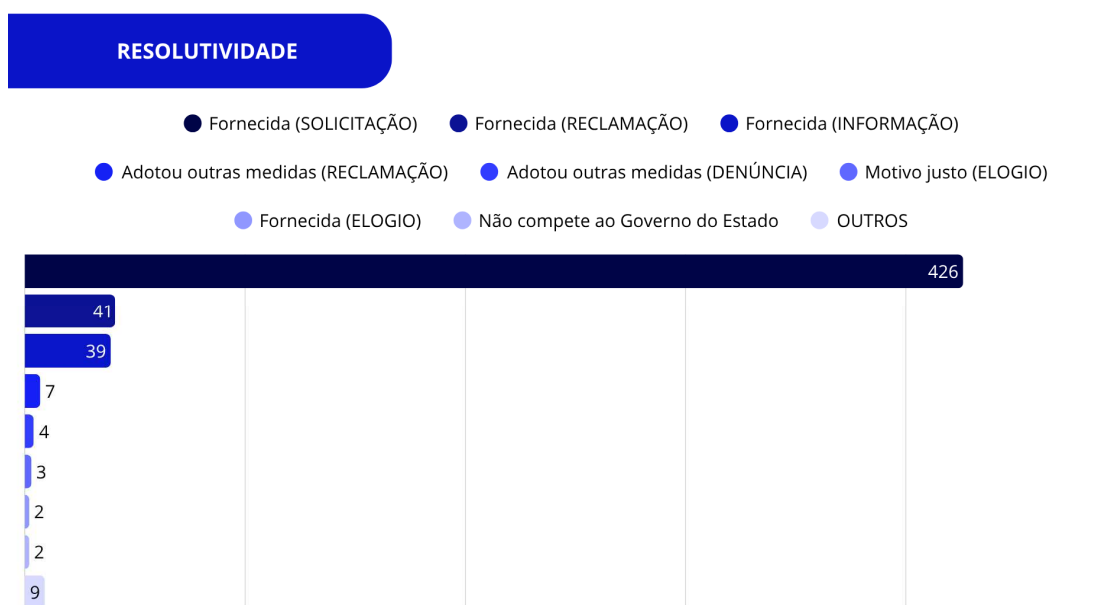 RESOLUTIVIDADE
Fornecida (SOLICITAÇÃO) Fornecida (RECLAMAÇÃO) Fornecida (INFORMAÇÃO)
Adotou outras medidas (RECLAMAÇÃO) Adotou outras medidas (DENÚNCIA) Motivo justo (ELOGIO)
Fornecida (ELOGIO) Não compete ao Governo do Estado OUTROS
426
41
39
7
4
3
2
2
9